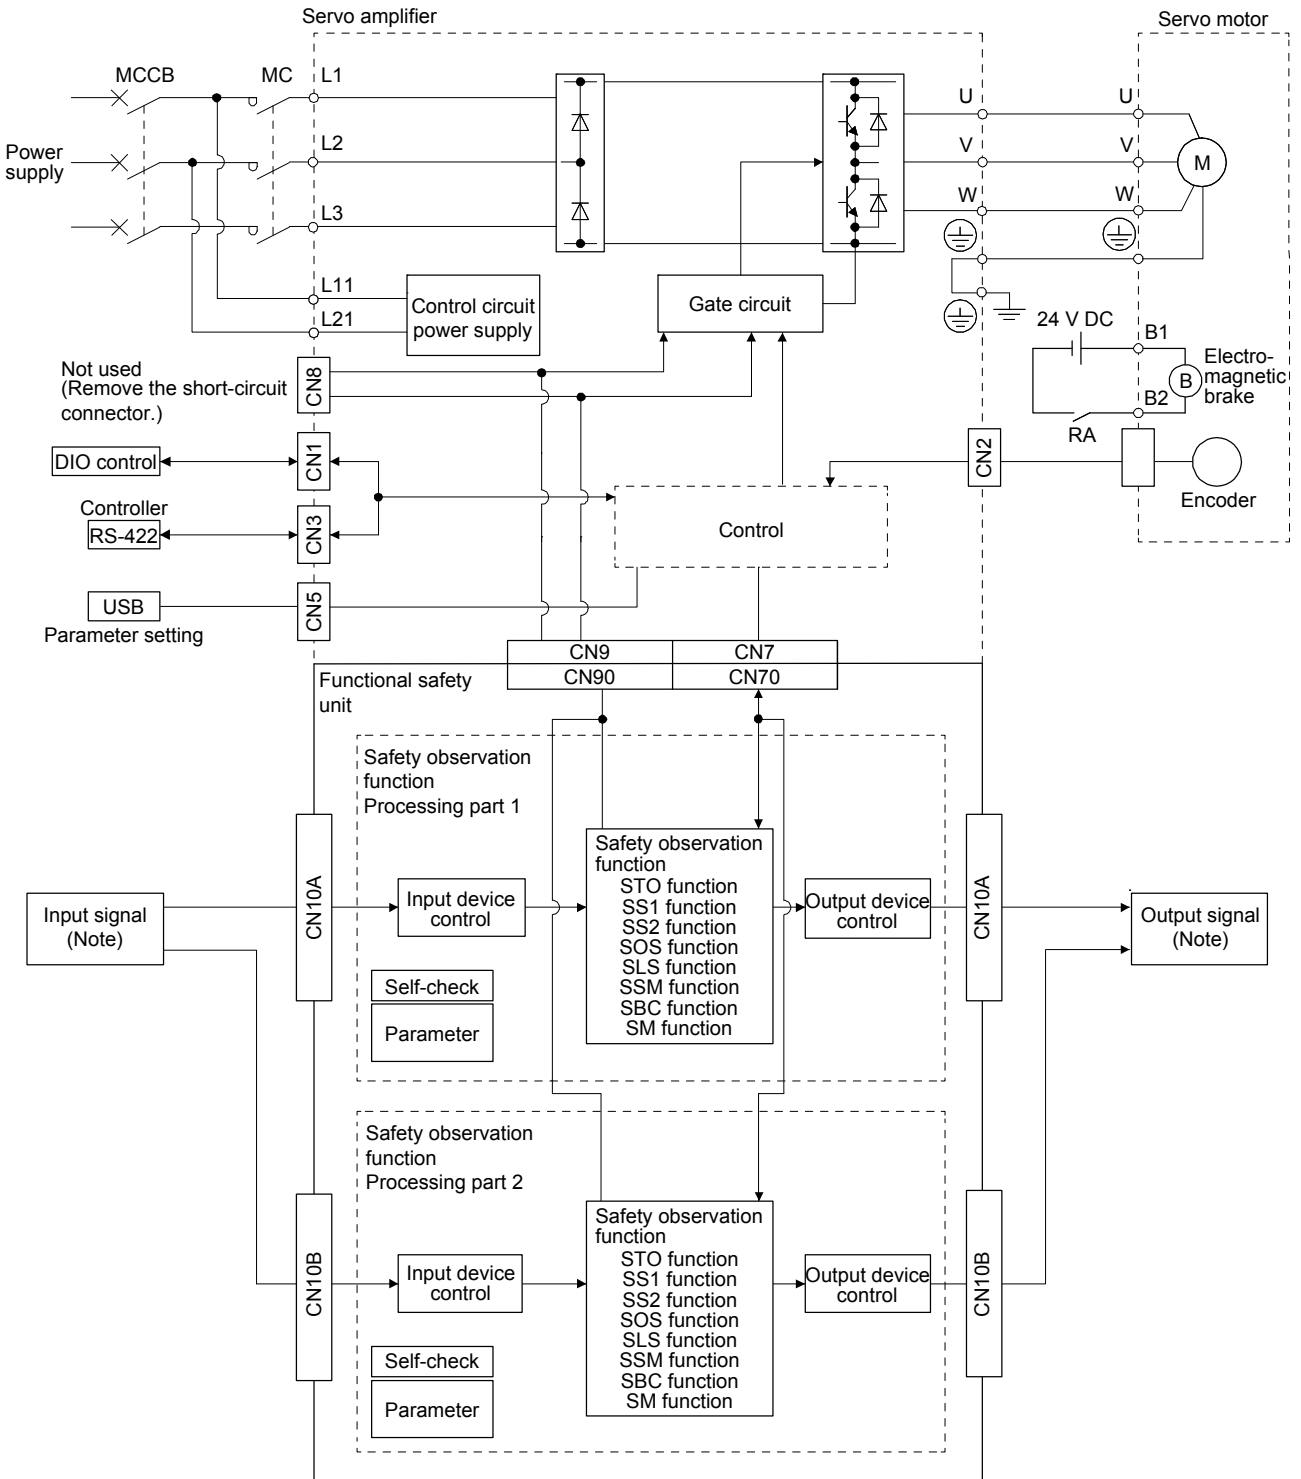 Servo amplifier
Servo motor
MCCB
MC
L1
U
U
Power
supply
L2
V
V
M
L3
W
W
L11
Control circuit
power supply
L21
Gate circuit
24 V DC
B1
Electro-
magnetic
brake
B
B2
RA
Not used
(Remove the short-circuit
connector.)
CN8
DIO control
CN1
CN2
Encoder
Controller
RS-422
CN3
Control
USB
CN5
Parameter setting
CN9
CN7
CN90
CN70
Functional safety
unit
Safety observation
function
Processing part 1
Input signal
(Note)
CN10A
Input device
control
Safety observation
function
STO function
SS1 function
SS2 function
SOS function
SLS function
SSM function
SBC function
SM function
Output device
control
CN10A
Output signal
(Note)
Self-check
Parameter
Safety observation
function
Processing part 2
CN10B
Input device
control
Safety observation
function
STO function
SS1 function
SS2 function
SOS function
SLS function
SSM function
SBC function
SM function
Output device
control
CN10B
Self-check
Parameter